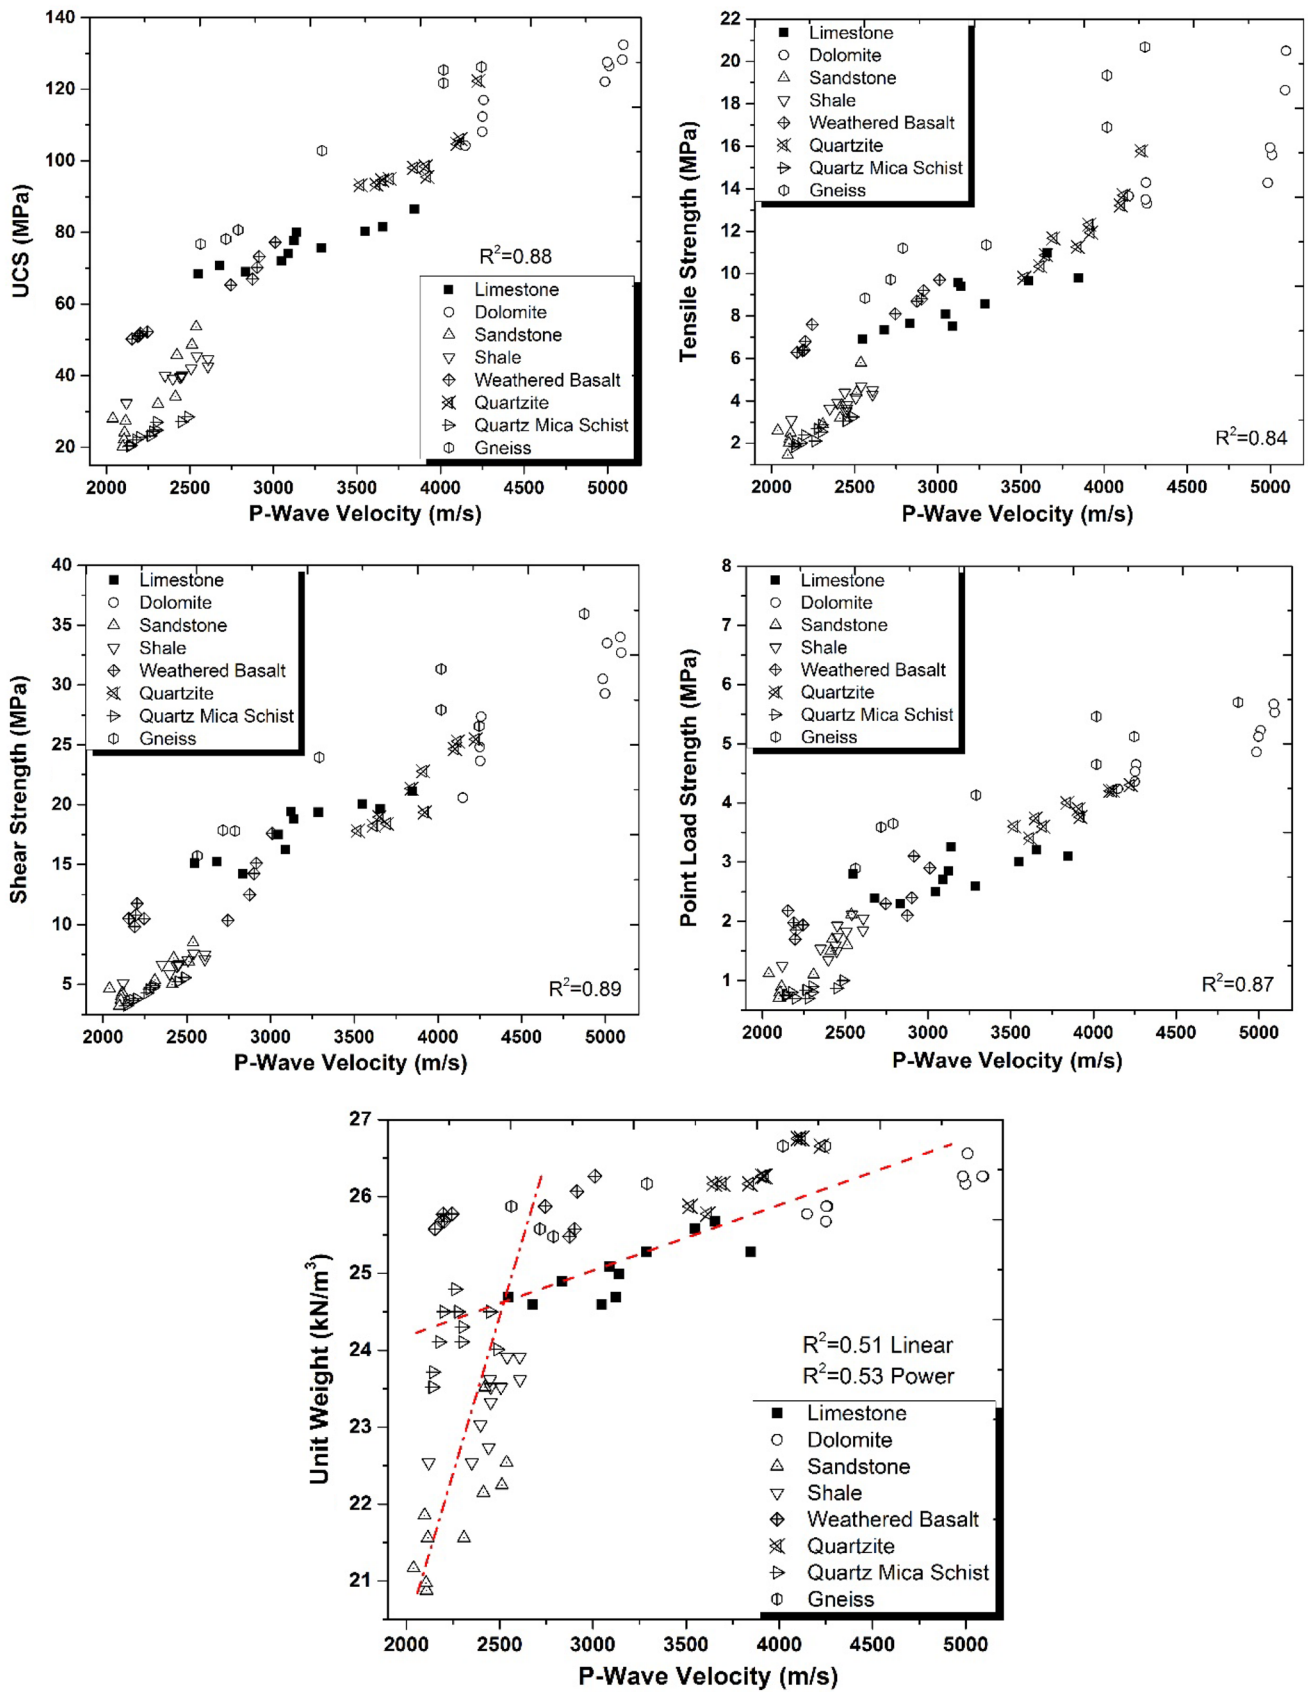 140
120
100
80
60
40
20
UCS (MPa)
R²=0.88
Limestone
Dolomite
Sandstone
Shale
Weathered Basalt
Quartzite
Quartz Mica Schist
Gneiss
2000 2500 3000 3500 4000 4500 5000
P-Wave Velocity (m/s)
22
20
18
16
14
12
10
8
6
4
2
Tensile Strength (MPa)
Limestone
Dolomite
Sandstone
Shale
Weathered Basalt
Quartzite
Quartz Mica Schist
Gneiss
R²=0.84
2000 2500 3000 3500 4000 4500 5000
P-Wave Velocity (m/s)
40
35
30
25
20
15
10
5
Shear Strength (MPa)
Limestone
Dolomite
Sandstone
Shale
Weathered Basalt
Quartzite
Quartz Mica Schist
Gneiss
R²=0.89
2000 2500 3000 3500 4000 4500 5000
P-Wave Velocity (m/s)
8
7
6
5
4
3
2
1
Point Load Strength (MPa)
Limestone
Dolomite
Sandstone
Shale
Weathered Basalt
Quartzite
Quartz Mica Schist
Gneiss
R²=0.87
2000 2500 3000 3500 4000 4500 5000
P-Wave Velocity (m/s)
27
26
25
24
23
22
21
Unit Weight (kN/m³)
R²=0.51 Linear
R²=0.53 Power
Limestone
Dolomite
Sandstone
Shale
Weathered Basalt
Quartzite
Quartz Mica Schist
Gneiss
2000 2500 3000 3500 4000 4500 5000
P-Wave Velocity (m/s)